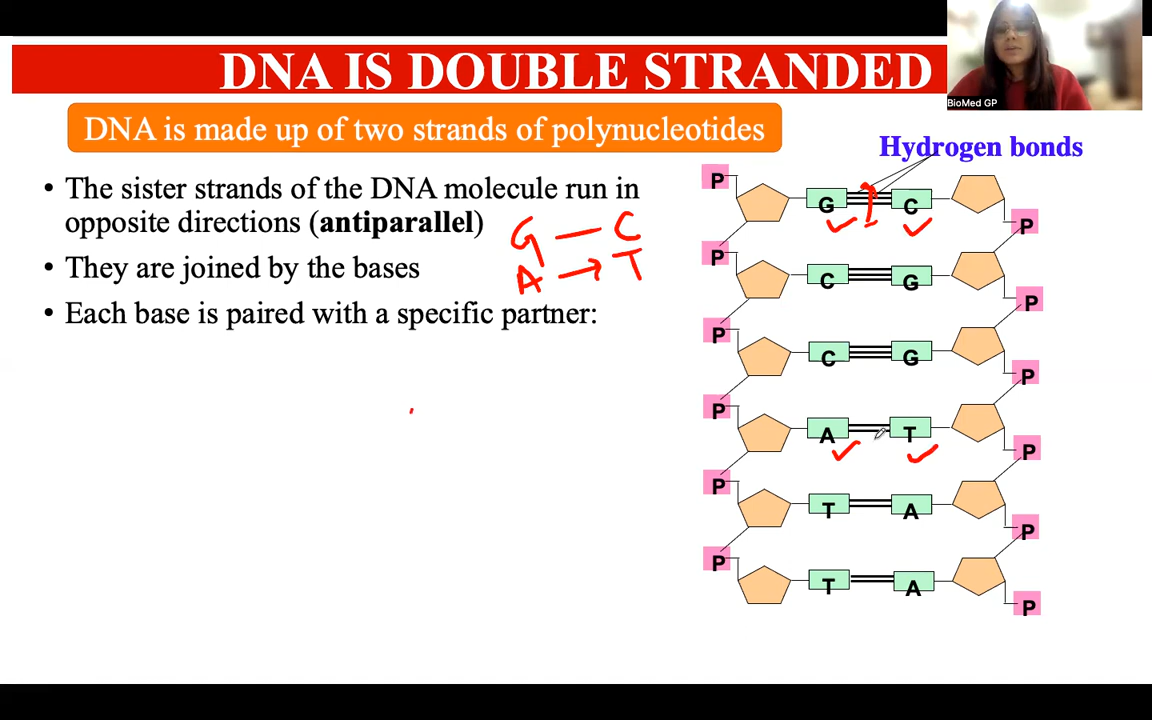 DNA IS DOUBLE STRANDED
BioMed GP
DNA is made up of two strands of polynucleotides
• The sister strands of the DNA molecule run in
opposite directions (antiparallel)
• They are joined by the bases
• Each base is paired with a specific partner:
G — C
A → T
Hydrogen bonds
P G C P
P C G P
P C G P
P A T P
P T A P
P T A P